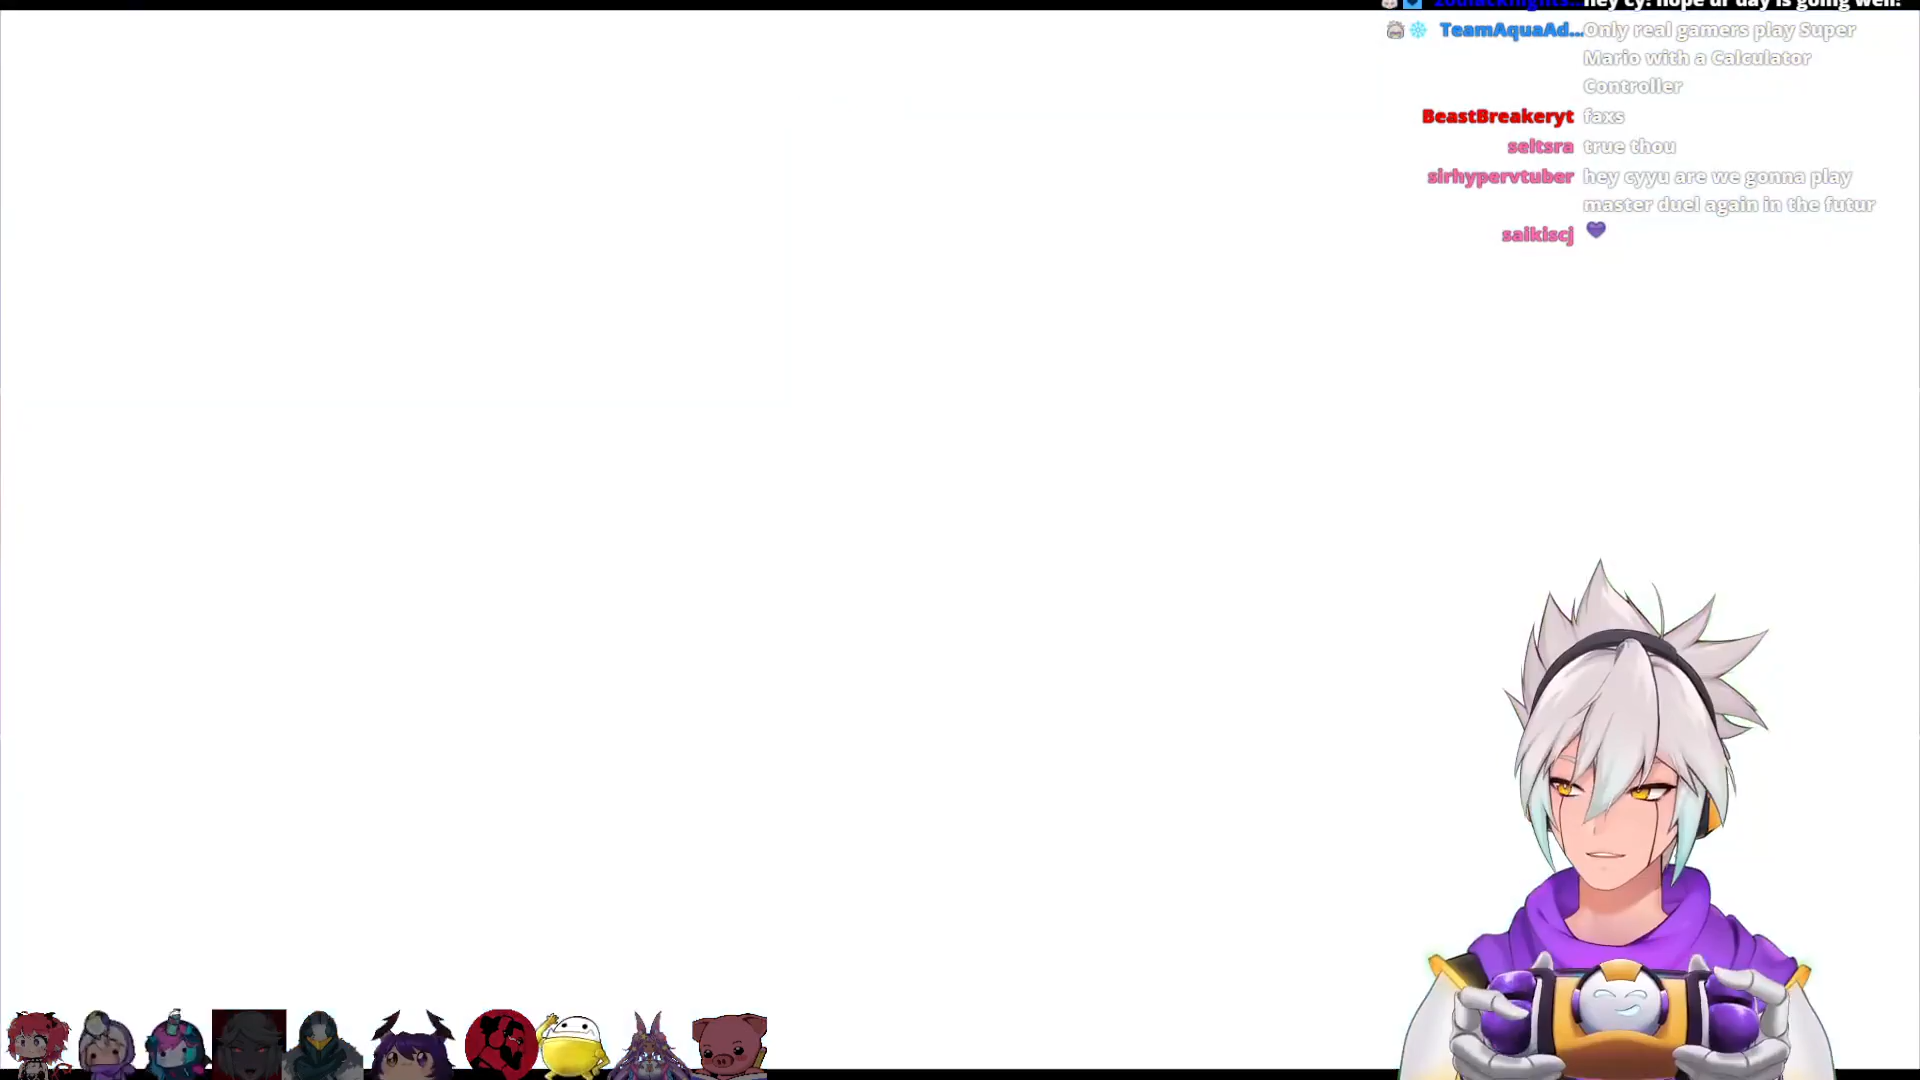 zodiacknights... hey cy! hope ur day is going well!
TeamAquaAd... Only real gamers play Super
Mario with a Calculator
Controller
BeastBreakeryt faxs
seltsra true thou
sirhypervtuber hey cyyu are we gonna play
master duel again in the futur
saikiscj